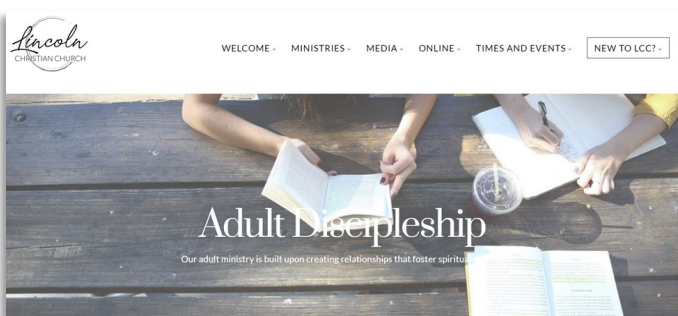 Lincoln
CHRISTIAN CHURCH
WELCOME
MINISTRIES
MEDIA
ONLINE
TIMES AND EVENTS
NEW TO LCC?
Adult Discipleship
Our adult ministry is built upon creating relationships that foster